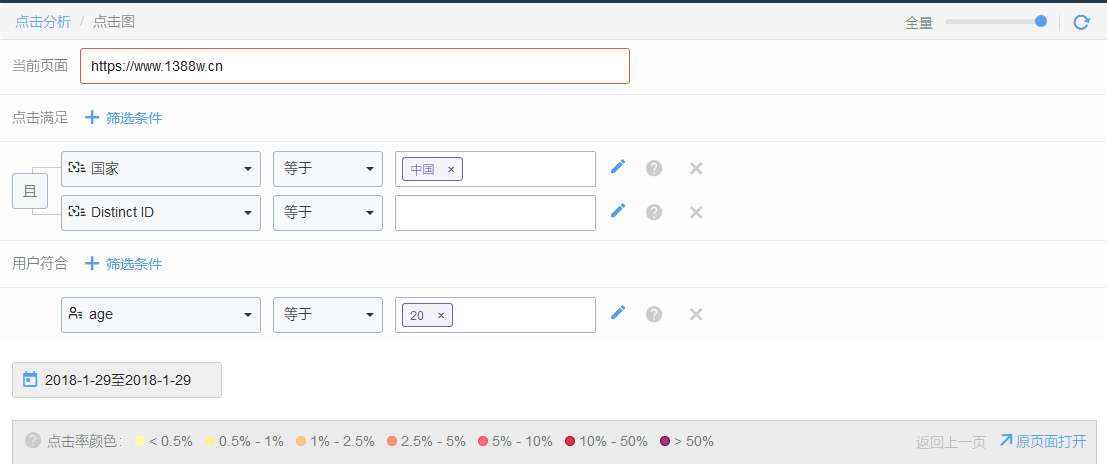 点击分析 / 点击图 全量
当前页面 https://www.1388w.cn
点击满足 + 筛选条件
国家 等于 中国 ×
且
Distinct ID 等于
用户符合 + 筛选条件
age 等于 20 ×
2018-1-29至2018-1-29
点击率颜色: < 0.5% 0.5% - 1% 1% - 2.5% 2.5% - 5% 5% - 10% 10% - 50% > 50% 返回上一页 原页面打开